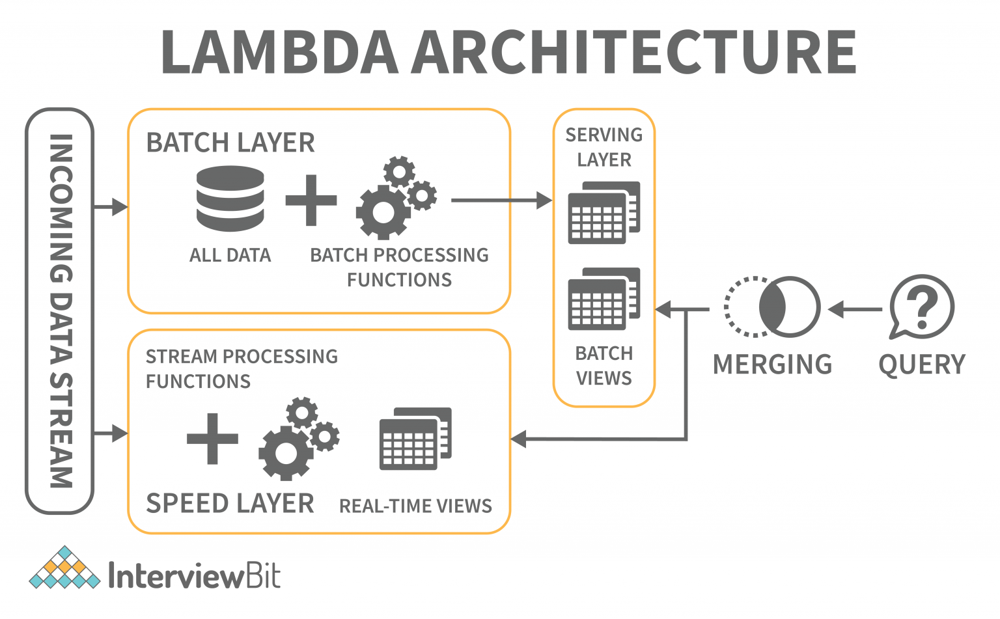 LAMBDA ARCHITECTURE
INCOMING DATA STREAM
BATCH LAYER
ALL DATA
BATCH PROCESSING
FUNCTIONS
STREAM PROCESSING
FUNCTIONS
SPEED LAYER
REAL-TIME VIEWS
SERVING
LAYER
BATCH
VIEWS
MERGING
?
QUERY
InterviewBit